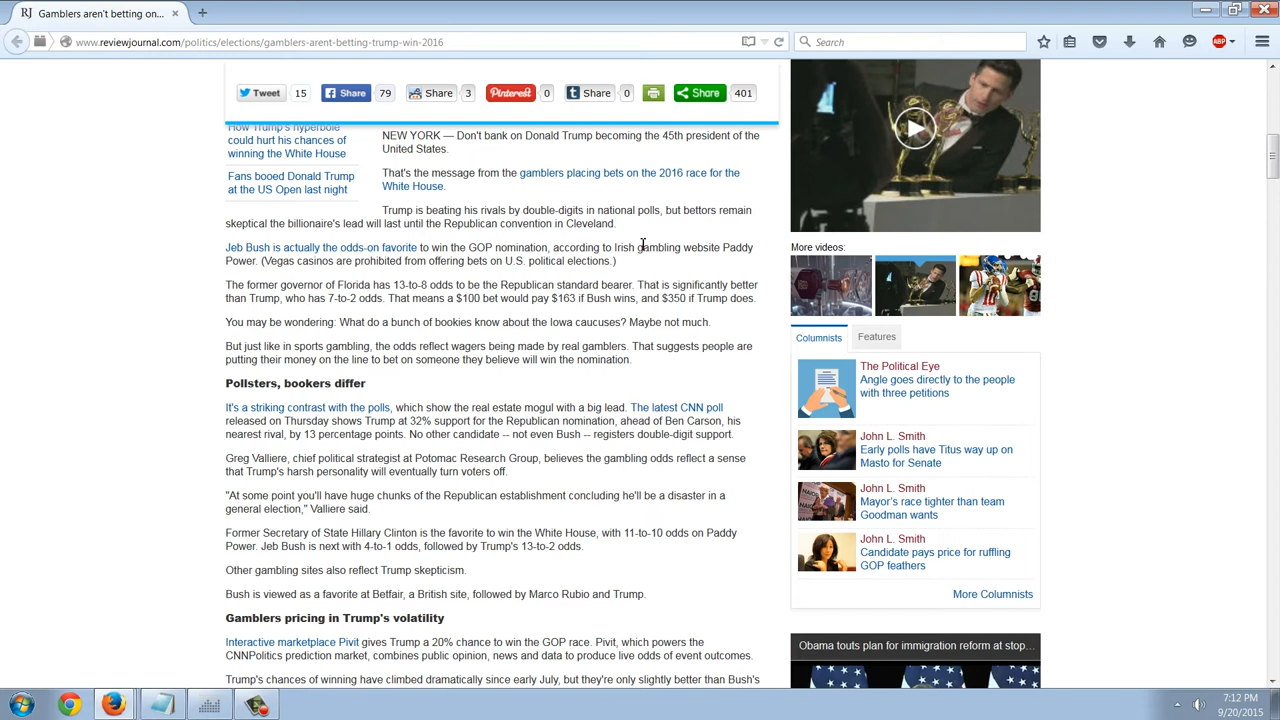 RJ Gamblers aren't betting on...
www.reviewjournal.com/politics/elections/gamblers-arent-betting-trump-win-2016
Search
ABP
Tweet 15 Share 79 Share 3 Pinterest 0 Share 0 Share 401
How Trump's hyperbole
could hurt his chances of
winning the White House
Fans booed Donald Trump
at the US Open last night
NEW YORK — Don't bank on Donald Trump becoming the 45th president of the
United States.
That's the message from the gamblers placing bets on the 2016 race for the
White House.
Trump is beating his rivals by double-digits in national polls, but bettors remain
skeptical the billionaire's lead will last until the Republican convention in Cleveland.
Jeb Bush is actually the odds-on favorite to win the GOP nomination, according to Irish gambling website Paddy
Power. (Vegas casinos are prohibited from offering bets on U.S. political elections.)
The former governor of Florida has 13-to-8 odds to be the Republican standard bearer. That is significantly better
than Trump, who has 7-to-2 odds. That means a $100 bet would pay $163 if Bush wins, and $350 if Trump does.
You may be wondering: What do a bunch of bookies know about the Iowa caucuses? Maybe not much.
But just like in sports gambling, the odds reflect wagers being made by real gamblers. That suggests people are
putting their money on the line to bet on someone they believe will win the nomination.
Pollsters, bookers differ
It's a striking contrast with the polls, which show the real estate mogul with a big lead. The latest CNN poll
released on Thursday shows Trump at 32% support for the Republican nomination, ahead of Ben Carson, his
nearest rival, by 13 percentage points. No other candidate -- not even Bush -- registers double-digit support.
Greg Valliere, chief political strategist at Potomac Research Group, believes the gambling odds reflect a sense
that Trump's harsh personality will eventually turn voters off.
"At some point you'll have huge chunks of the Republican establishment concluding he'll be a disaster in a
general election," Valliere said.
Former Secretary of State Hillary Clinton is the favorite to win the White House, with 11-to-10 odds on Paddy
Power. Jeb Bush is next with 4-to-1 odds, followed by Trump's 13-to-2 odds.
Other gambling sites also reflect Trump skepticism.
Bush is viewed as a favorite at Betfair, a British site, followed by Marco Rubio and Trump.
Gamblers pricing in Trump's volatility
Interactive marketplace Pivit gives Trump a 20% chance to win the GOP race. Pivit, which powers the
CNNPolitics prediction market, combines public opinion, news and data to produce live odds of event outcomes.
Trump's chances of winning have climbed dramatically since early July, but they're only slightly better than Bush's
More videos:
Columnists Features
The Political Eye
Angle goes directly to the people
with three petitions
John L. Smith
Early polls have Titus way up on
Masto for Senate
John L. Smith
Mayor's race tighter than team
Goodman wants
John L. Smith
Candidate pays price for ruffling
GOP feathers
More Columnists
Obama touts plan for immigration reform at stop...
7:12 PM
9/20/2015